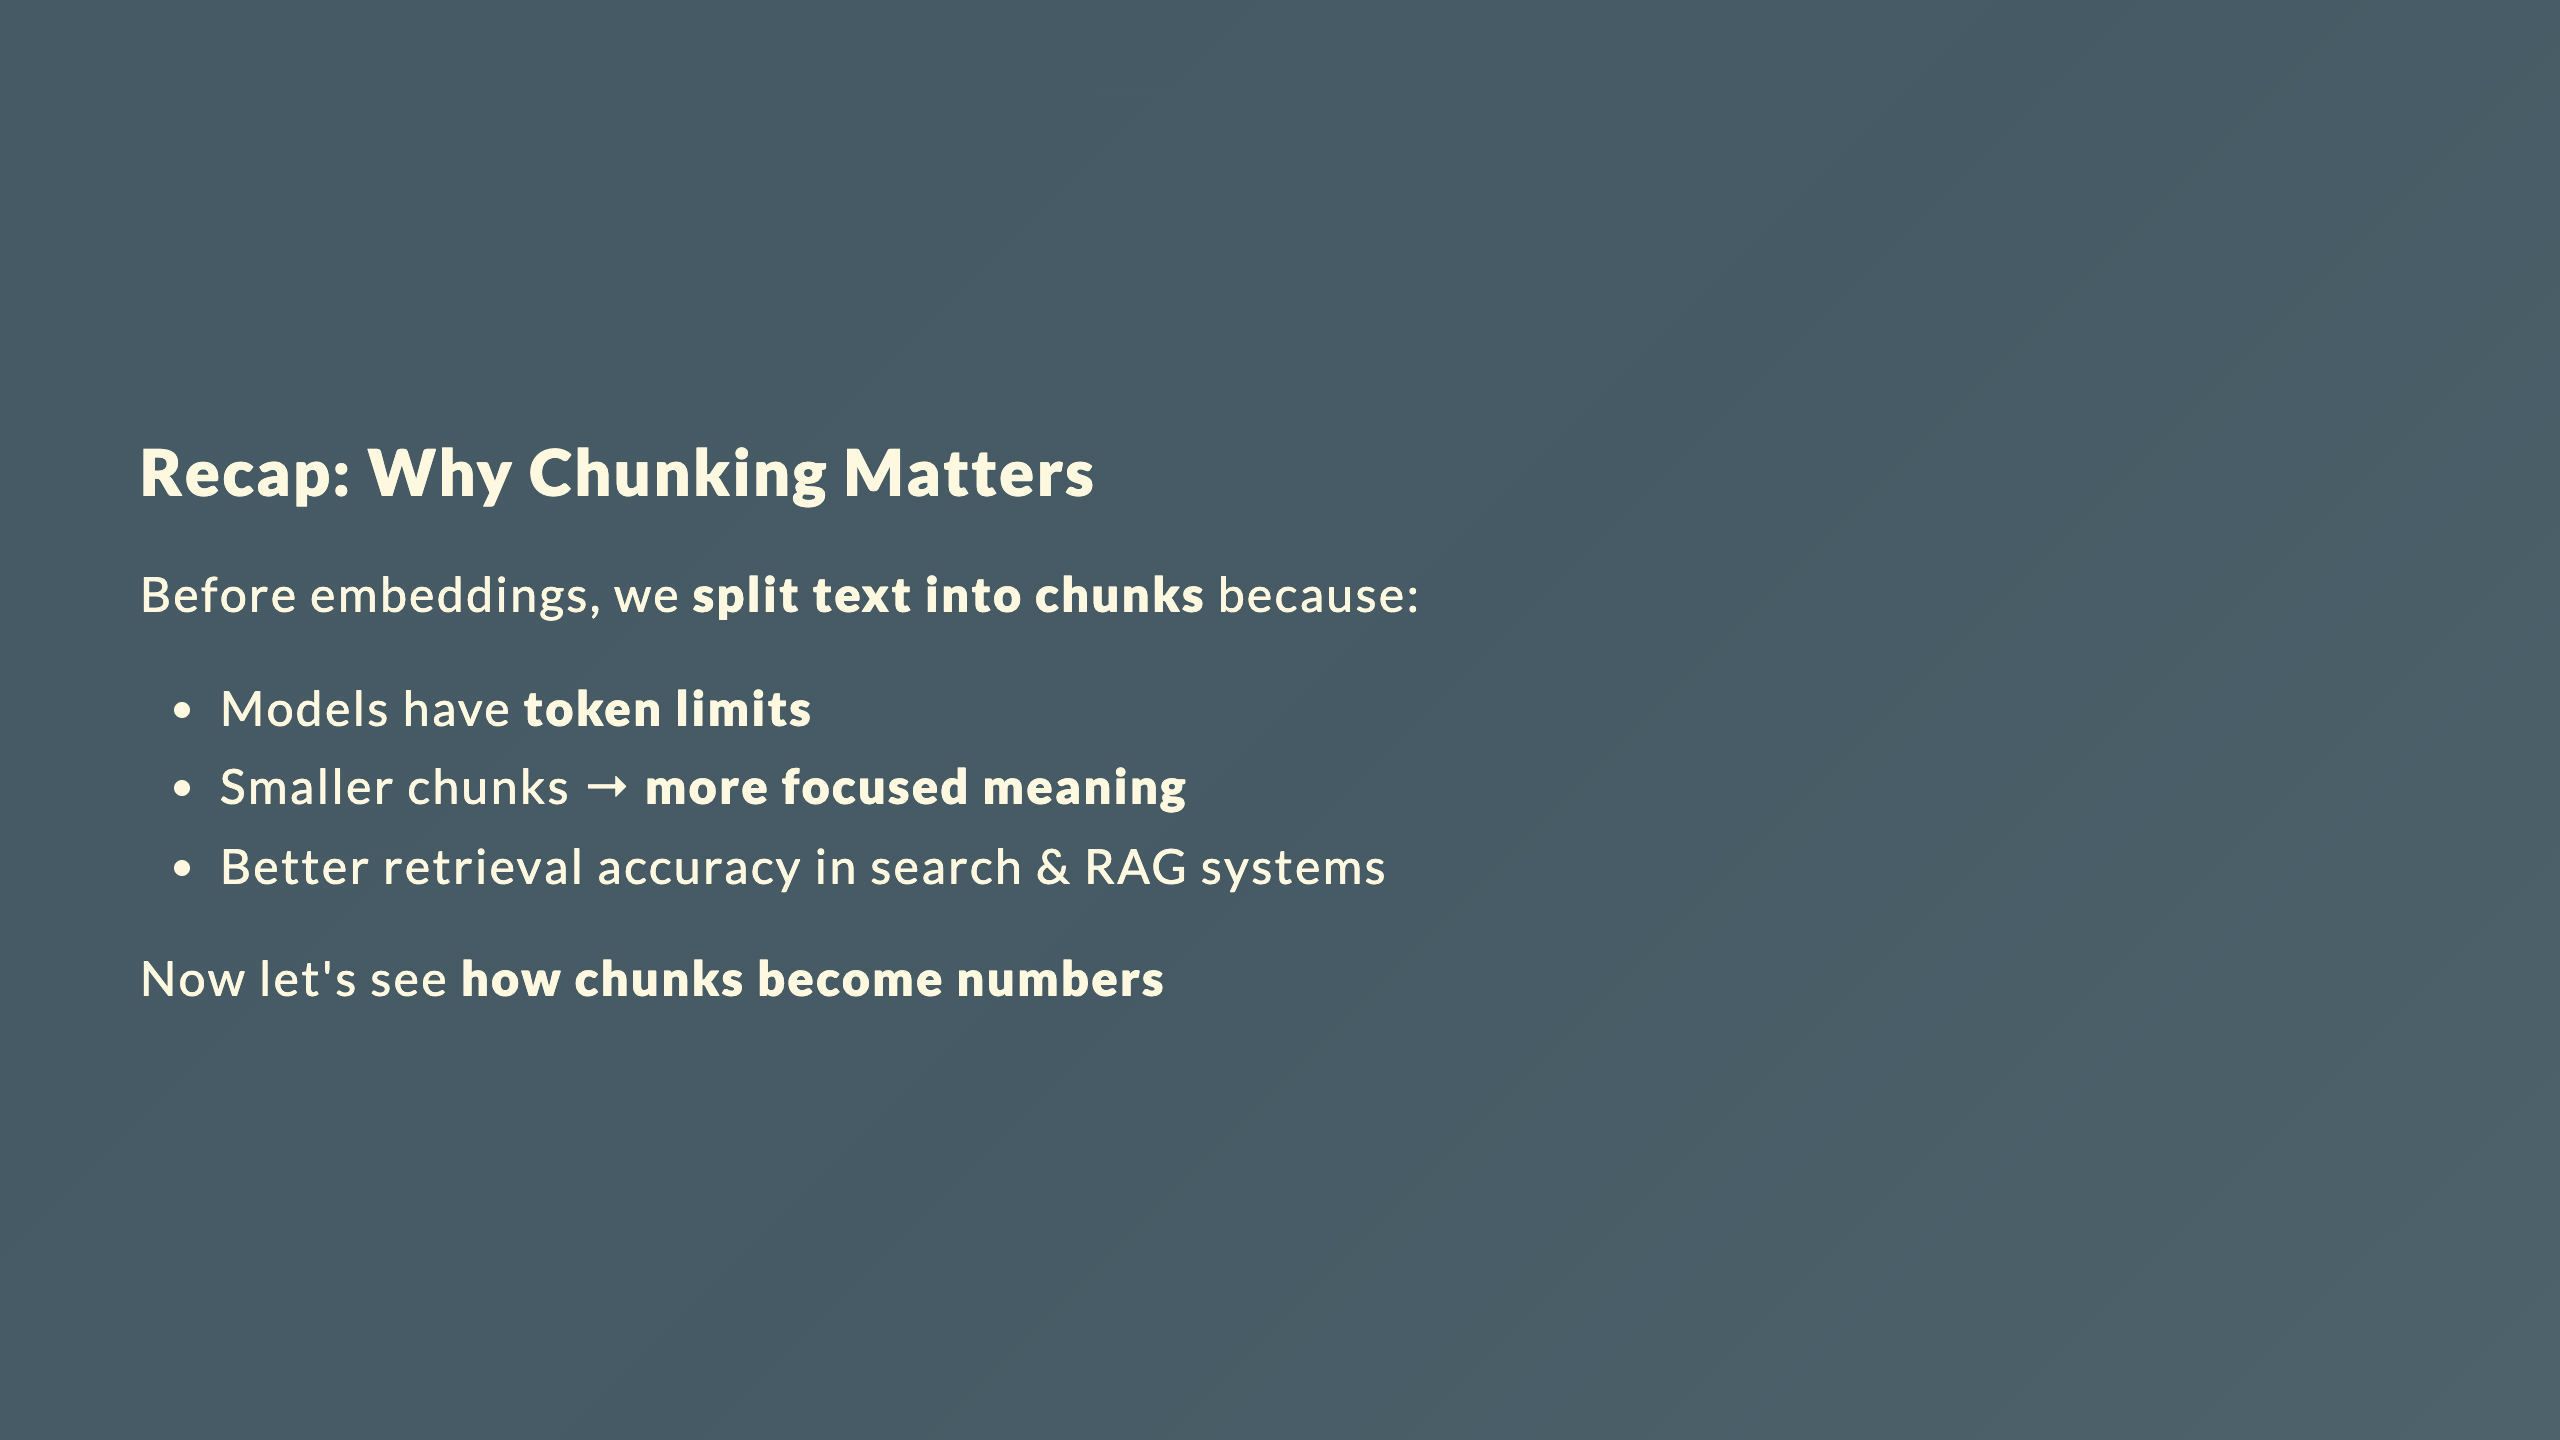 Recap: Why Chunking Matters
Before embeddings, we split text into chunks because:
• Models have token limits
• Smaller chunks → more focused meaning
• Better retrieval accuracy in search & RAG systems
Now let's see how chunks become numbers